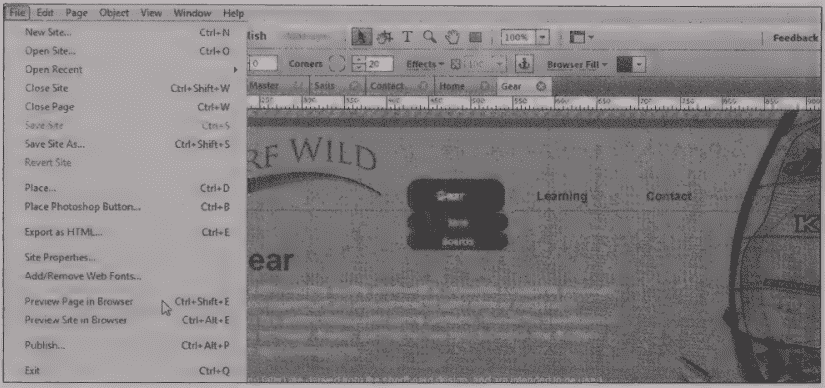 File Edit Page Object View Window Help
New Site... Ctrl+N
Open Site... Ctrl+O
Open Recent
Close Site Ctrl+Shift+W
Close Page Ctrl+W
Save Site Ctrl+S
Save Site As... Ctrl+Shift+S
Revert Site
Place... Ctrl+D
Place Photoshop Button... Ctrl+B
Export as HTML... Ctrl+E
Site Properties...
Add/Remove Web Fonts...
Preview Page in Browser Ctrl+Shift+E
Preview Site in Browser Ctrl+Alt+E
Publish... Ctrl+Alt+P
Exit Ctrl+Q
lish T 100% Feedback
0 Corners 20 Effects Browser Fill
Master Sails Contact Home Gear
RF WILD
Gear Learning Contact
Boards
ear